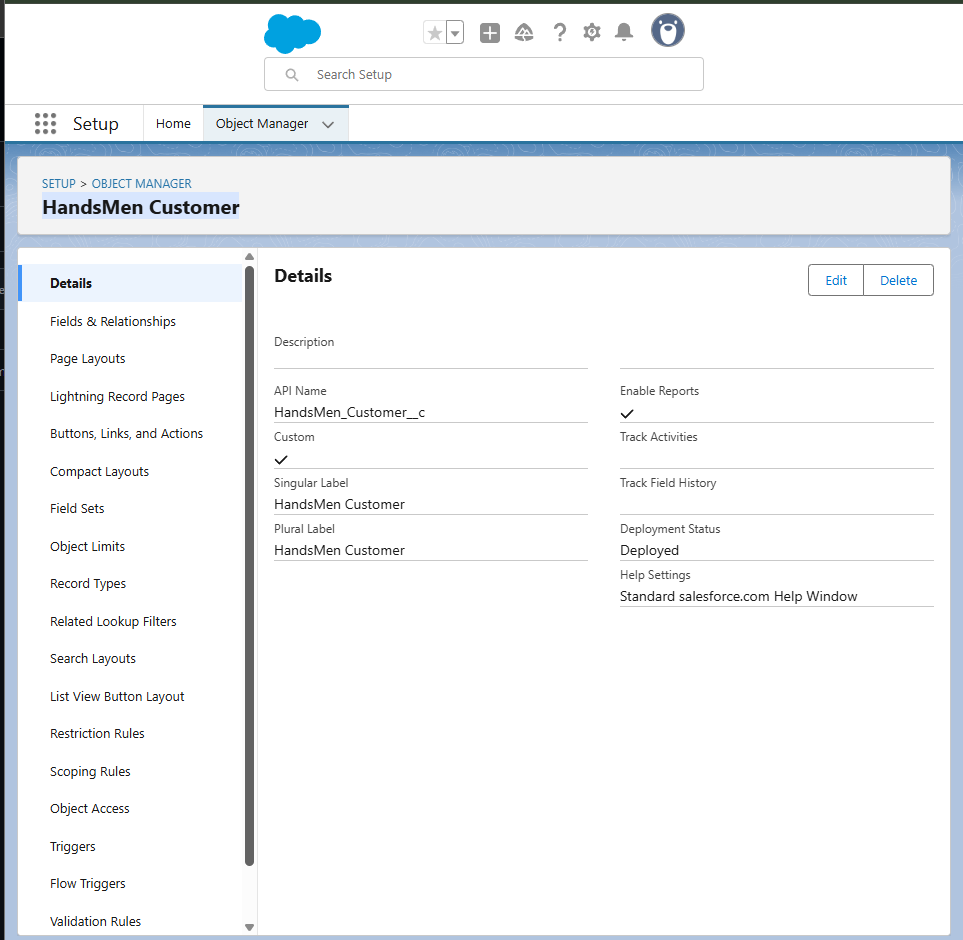 Search Setup
Setup
Home
Object Manager
SETUP > OBJECT MANAGER
HandsMen Customer
Details
Fields & Relationships
Page Layouts
Lightning Record Pages
Buttons, Links, and Actions
Compact Layouts
Field Sets
Object Limits
Record Types
Related Lookup Filters
Search Layouts
List View Button Layout
Restriction Rules
Scoping Rules
Object Access
Triggers
Flow Triggers
Validation Rules
Details
Edit
Delete
Description
API Name
HandsMen_Customer__c
Custom
Singular Label
HandsMen Customer
Plural Label
HandsMen Customer
Enable Reports
Track Activities
Track Field History
Deployment Status
Deployed
Help Settings
Standard salesforce.com Help Window